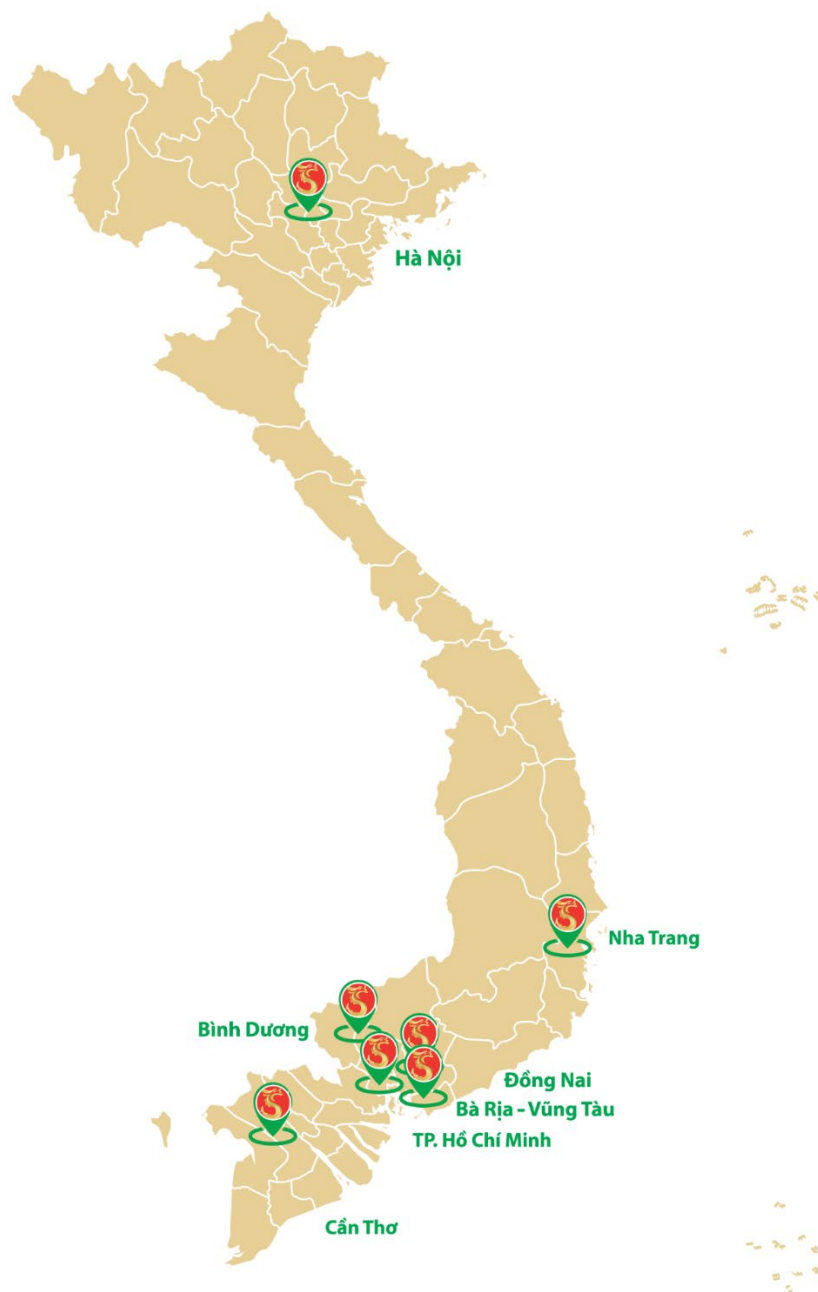 Hà Nội
Nha Trang
Bình Dương
Đồng Nai
Bà Rịa – Vũng Tàu
TP. Hồ Chí Minh
Cần Thơ